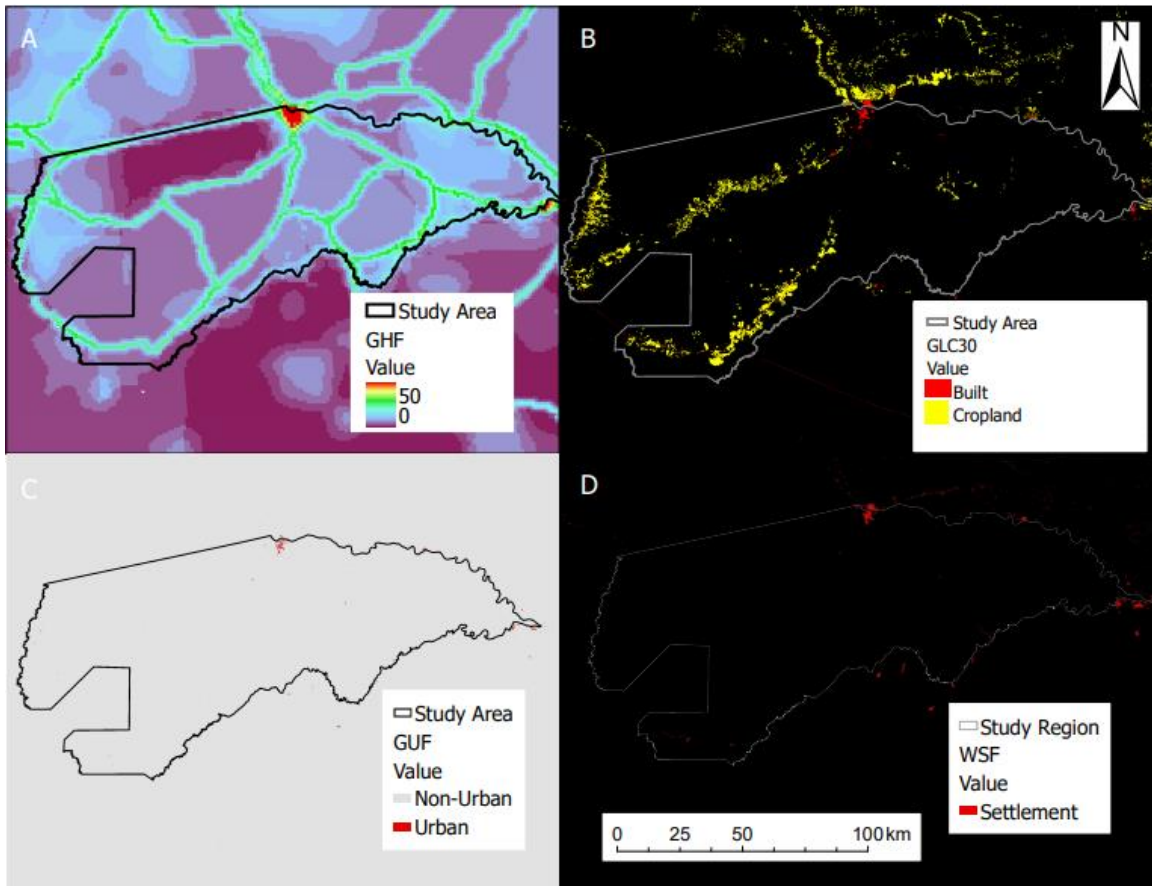 A
Study Area
GHF
Value
50
0
B
N
Study Area
GLC30
Value
Built
Cropland
C
Study Area
GUF
Value
Non-Urban
Urban
D
Study Region
WSF
Value
Settlement
0 25 50 100 km